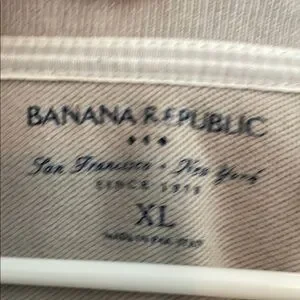 BANANA REPUBLIC
San Francisco • New York
SINCE 1978
XL